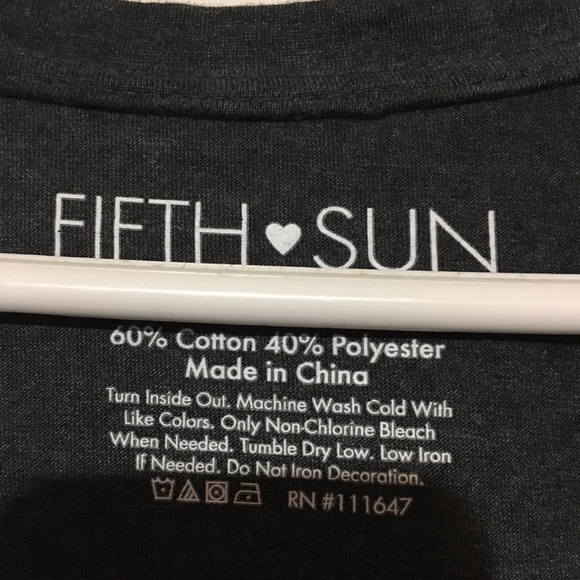 FIFTH ♥ SUN
60% Cotton 40% Polyester
Made in China
Turn Inside Out. Machine Wash Cold With
Like Colors. Only Non-Chlorine Bleach
When Needed. Tumble Dry Low. Low Iron
If Needed. Do Not Iron Decoration.
RN #111647